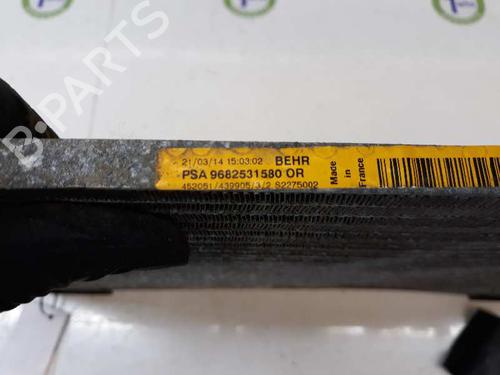 21/03/14 15:03:02 BEHR
PSA 9682531580 OR
452051/439905/3/2 S2275002
Made
in
France
B-PARTS